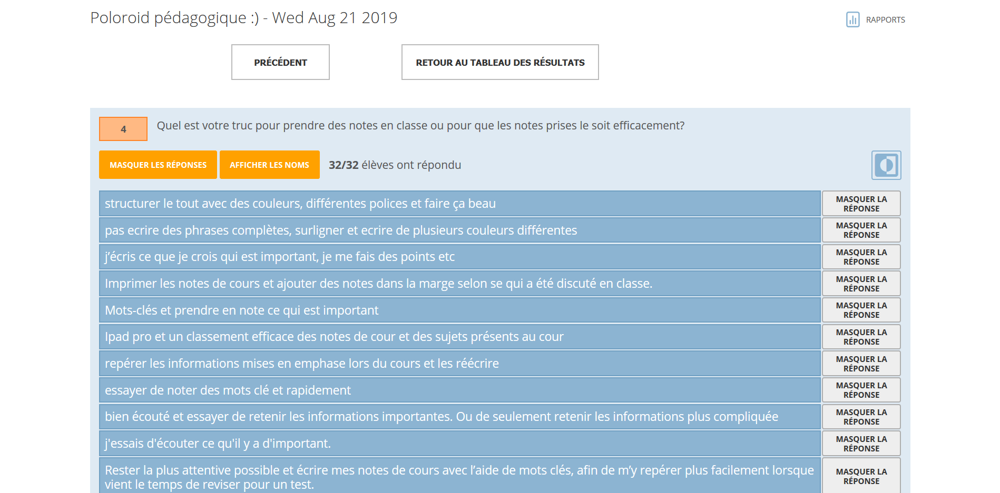 Poloroid pédagogique :) - Wed Aug 21 2019
RAPPORTS
PRÉCÉDENT
RETOUR AU TABLEAU DES RÉSULTATS
4
Quel est votre truc pour prendre des notes en classe ou pour que les notes prises le soit efficacement?
MASQUER LES RÉPONSES
AFFICHER LES NOMS
32/32 élèves ont répondu
structurer le tout avec des couleurs, différentes polices et faire ça beau
MASQUER LA
RÉPONSE
pas ecrire des phrases complètes, surligner et ecrire de plusieurs couleurs différentes
MASQUER LA
RÉPONSE
j’écris ce que je crois qui est important, je me fais des points etc
MASQUER LA
RÉPONSE
Imprimer les notes de cours et ajouter des notes dans la marge selon se qui a été discuté en classe.
MASQUER LA
RÉPONSE
Mots-clés et prendre en note ce qui est important
MASQUER LA
RÉPONSE
Ipad pro et un classement efficace des notes de cour et des sujets présents au cour
MASQUER LA
RÉPONSE
repérer les informations mises en emphase lors du cours et les réécrire
MASQUER LA
RÉPONSE
essayer de noter des mots clé et rapidement
MASQUER LA
RÉPONSE
bien écouté et essayer de retenir les informations importantes. Ou de seulement retenir les informations plus compliquée
MASQUER LA
RÉPONSE
j'essais d'écouter ce qu'il y a d'important.
MASQUER LA
RÉPONSE
Rester la plus attentive possible et écrire mes notes de cours avec l’aide de mots clés, afin de m’y repérer plus facilement lorsque
vient le temps de reviser pour un test.
MASQUER LA
RÉPONSE